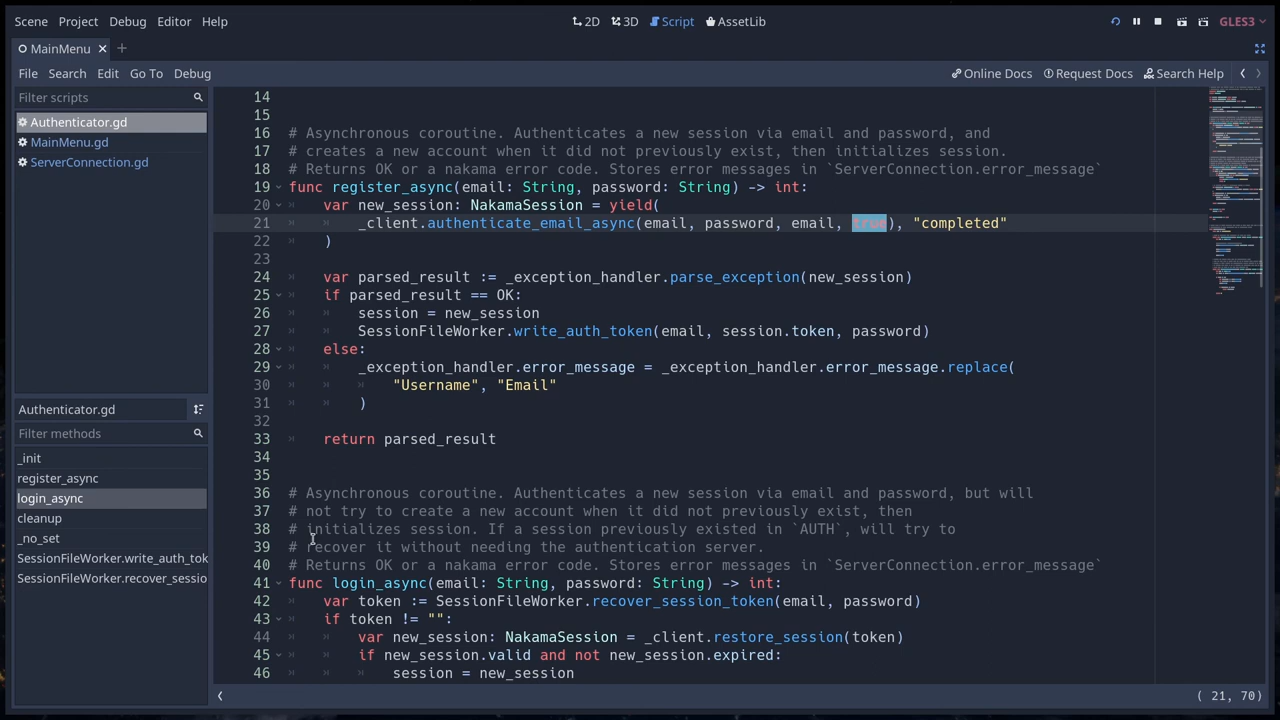 Scene Project Debug Editor Help 2D 3D Script AssetLib GLES3
MainMenu
File Search Edit Go To Debug Online Docs Request Docs Search Help
Filter scripts
Authenticator.gd
MainMenu.gd
ServerConnection.gd
Authenticator.gd
Filter methods
_init
register_async
login_async
cleanup
_no_set
SessionFileWorker.write_auth_tok
SessionFileWorker.recover_sessio
14
15
16 # Asynchronous coroutine. Authenticates a new session via email and password, and
17 # creates a new account when it did not previously exist, then initializes session.
18 # Returns OK or a nakama error code. Stores error messages in `ServerConnection.error_message`
19 func register_async(email: String, password: String) -> int:
20 var new_session: NakamaSession = yield(
21 _client.authenticate_email_async(email, password, email, true), "completed"
22 )
23
24 var parsed_result := _exception_handler.parse_exception(new_session)
25 if parsed_result == OK:
26 session = new_session
27 SessionFileWorker.write_auth_token(email, session.token, password)
28 else:
29 _exception_handler.error_message = _exception_handler.error_message.replace(
30 "Username", "Email"
31 )
32
33 return parsed_result
34
35
36 # Asynchronous coroutine. Authenticates a new session via email and password, but will
37 # not try to create a new account when it did not previously exist, then
38 # initializes session. If a session previously existed in `AUTH`, will try to
39 # recover it without needing the authentication server.
40 # Returns OK or a nakama error code. Stores error messages in `ServerConnection.error_message`
41 func login_async(email: String, password: String) -> int:
42 var token := SessionFileWorker.recover_session_token(email, password)
43 if token != "":
44 var new_session: NakamaSession = _client.restore_session(token)
45 if new_session.valid and not new_session.expired:
46 session = new_session
( 21, 70)